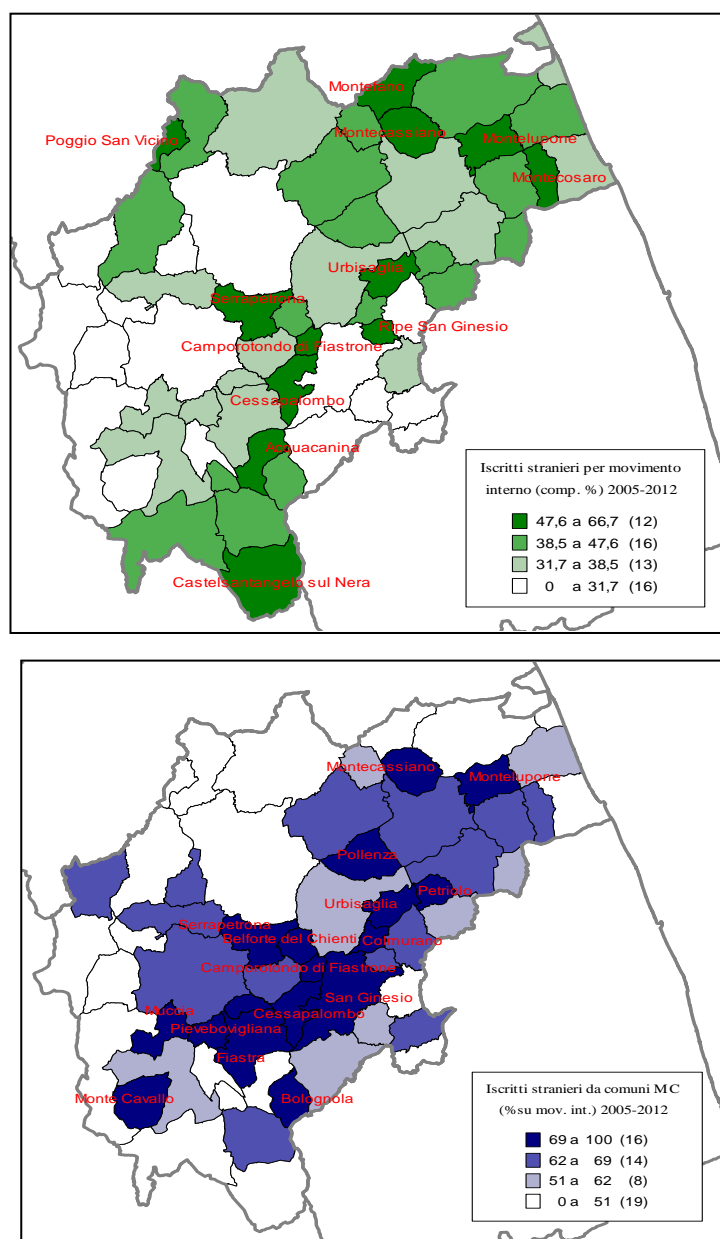 Montefano
Montecassiano
Montelupone
Poggio San Vicino
Montecosaro
Urbisaglia
Serrapetrona
Ripe San Ginesio
Camporotondo di Fiastrone
Cessapalombo
Acquacanina
Castelsantangelo sul Nera
Iscritti stranieri per movimento
interno (comp. %) 2005-2012
47,6 a 66,7 (12)
38,5 a 47,6 (16)
31,7 a 38,5 (13)
0 a 31,7 (16)
Montecassiano
Montelupone
Pollenza
Petriolo
Urbisaglia
Serrapetrona
Belforte del Chienti
Colmurano
Camporotondo di Fiastrone
San Ginesio
Muccia
Cessapalombo
Pievebovigliana
Fiastra
Monte Cavallo
Bolognola
Iscritti stranieri da comuni MC
(%su mov. int.) 2005-2012
69 a 100 (16)
62 a 69 (14)
51 a 62 (8)
0 a 51 (19)